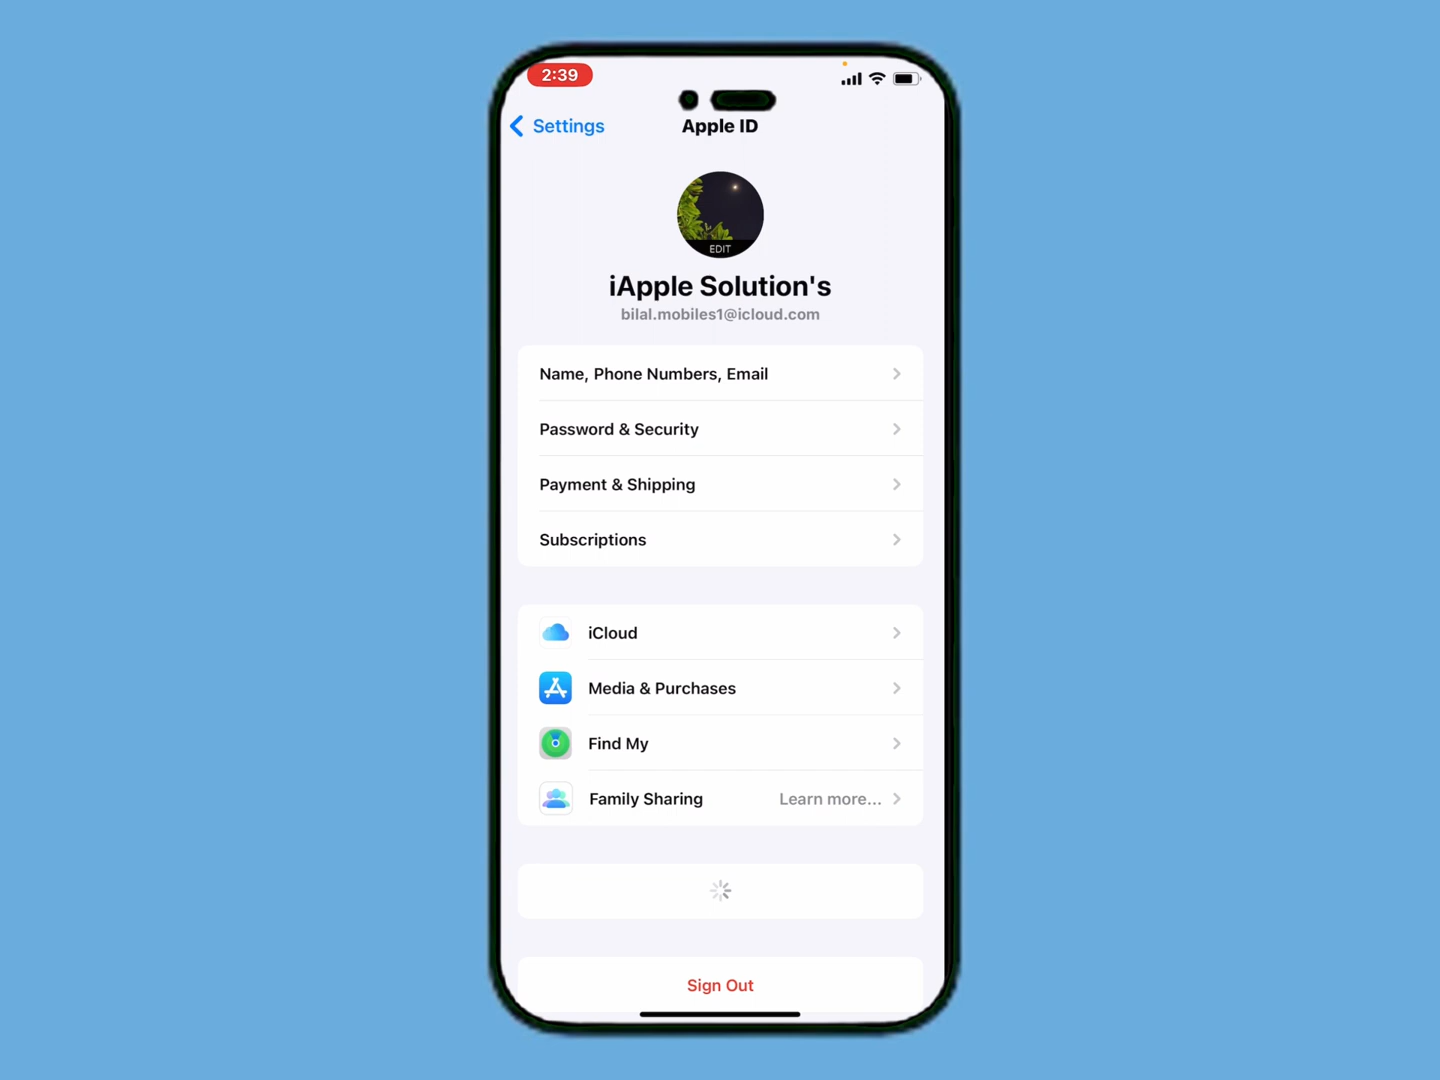 2:39
Settings
Apple ID
EDIT
iApple Solution's
bilal.mobiles1@icloud.com
Name, Phone Numbers, Email
Password & Security
Payment & Shipping
Subscriptions
iCloud
Media & Purchases
Find My
Family Sharing Learn more...
Sign Out